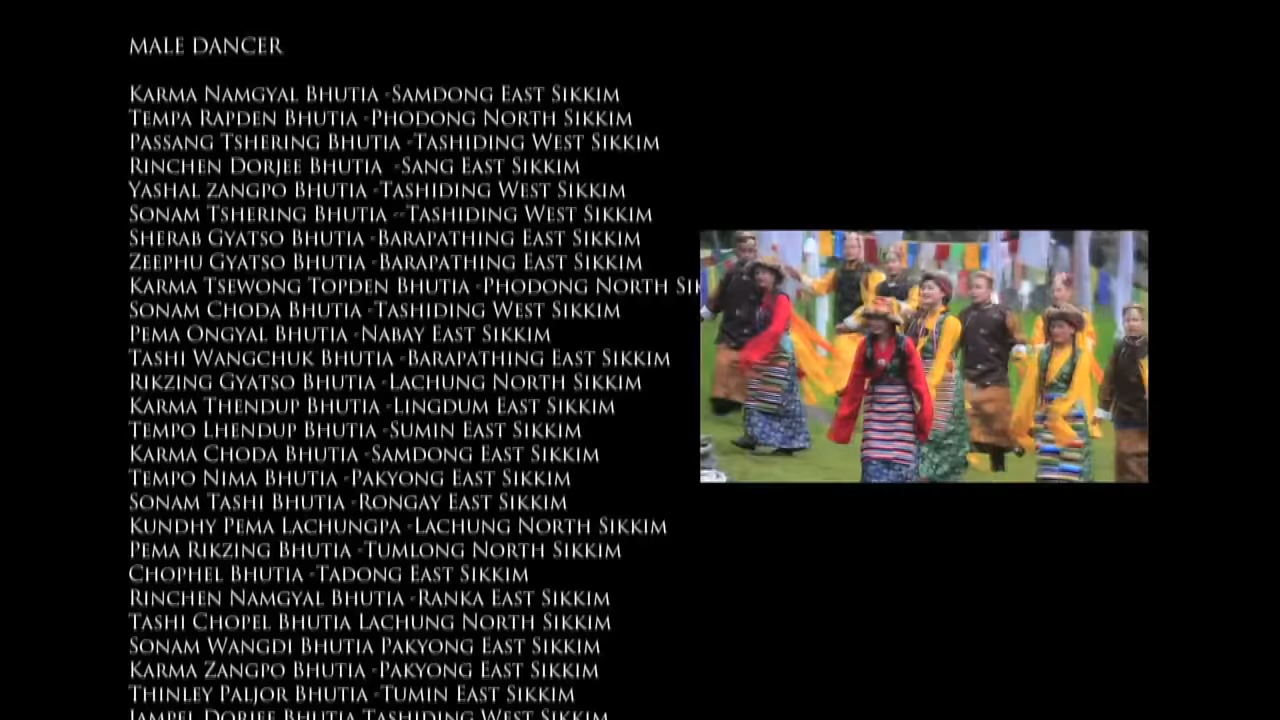 MALE DANCER
KARMA NAMGYAL BHUTIA -SAMDONG EAST SIKKIM
TEMPA RAPDEN BHUTIA -PHODONG NORTH SIKKIM
PASSANG TSHERING BHUTIA -TASHIDING WEST SIKKIM
RINCHEN DORJEE BHUTIA -SANG EAST SIKKIM
YASHAL ZANGPO BHUTIA -TASHIDING WEST SIKKIM
SONAM TSHERING BHUTIA --TASHIDING WEST SIKKIM
SHERAB GYATSO BHUTIA -BARAPATHING EAST SIKKIM
ZEEPHU GYATSO BHUTIA -BARAPATHING EAST SIKKIM
KARMA TSEWONG TOPDEN BHUTIA -PHODONG NORTH SIK
SONAM CHODA BHUTIA -TASHIDING WEST SIKKIM
PEMA ONGYAL BHUTIA -NABAY EAST SIKKIM
TASHI WANGCHUK BHUTIA -BARAPATHING EAST SIKKIM
RIKZING GYATSO BHUTIA -LACHUNG NORTH SIKKIM
KARMA THENDUP BHUTIA -LINGDUM EAST SIKKIM
TEMPO LHENDUP BHUTIA -SUMIN EAST SIKKIM
KARMA CHODA BHUTIA -SAMDONG EAST SIKKIM
TEMPO NIMA BHUTIA -PAKYONG EAST SIKKIM
SONAM TASHI BHUTIA -RONGAY EAST SIKKIM
KUNDHY PEMA LACHUNGPA -LACHUNG NORTH SIKKIM
PEMA RIKZING BHUTIA -TUMLONG NORTH SIKKIM
CHOPHEL BHUTIA -TADONG EAST SIKKIM
RINCHEN NAMGYAL BHUTIA -RANKA EAST SIKKIM
TASHI CHOPEL BHUTIA LACHUNG NORTH SIKKIM
SONAM WANGDI BHUTIA PAKYONG EAST SIKKIM
KARMA ZANGPO BHUTIA -PAKYONG EAST SIKKIM
THINLEY PALJOR BHUTIA -TUMIN EAST SIKKIM
JAMPEL DORJEE BHUTIA TASHIDING WEST SIKKIM